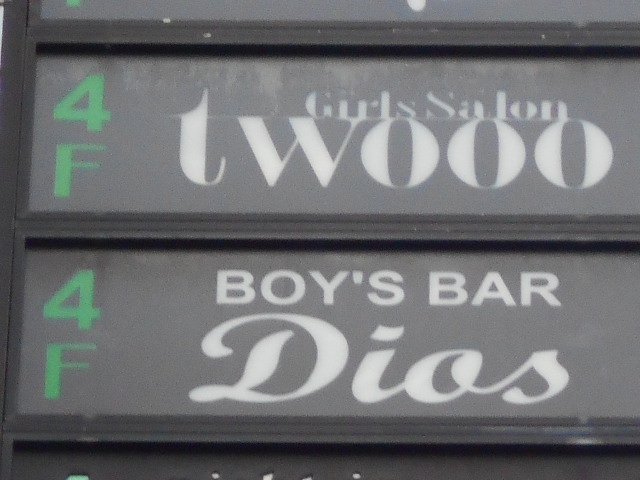 4F
Girls Salon
twooo
4F
BOY'S BAR
Dios